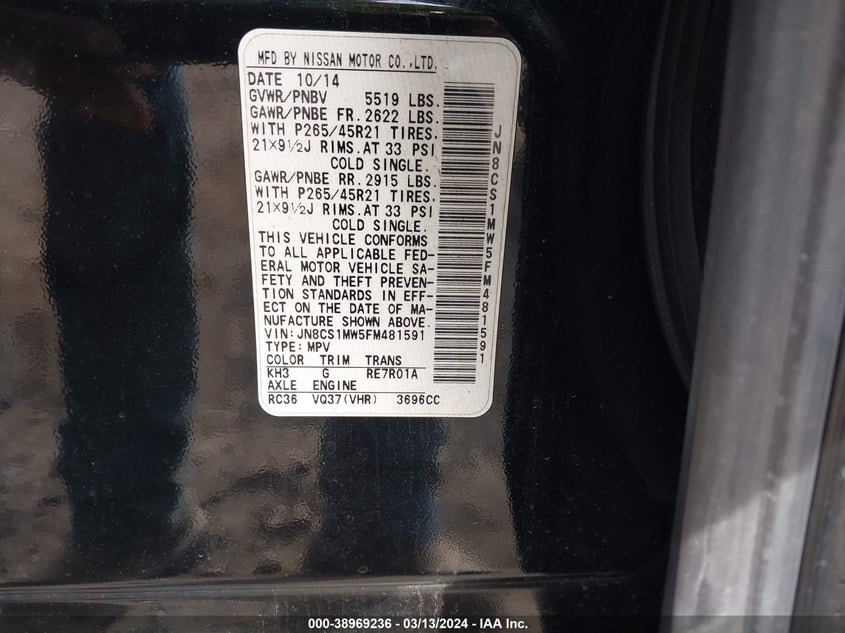 MFD BY NISSAN MOTOR CO.,LTD.
DATE 10/14
GVWR/PNBV 5519 LBS.
GAWR/PNBE FR. 2622 LBS.
WITH P265/45R21 TIRES.
21X9½J RIMS.AT 33 PSI
COLD SINGLE.
GAWR/PNBE RR. 2915 LBS.
WITH P265/45R21 TIRES.
21X9½J RIMS.AT 33 PSI
COLD SINGLE.
THIS VEHICLE CONFORMS
TO ALL APPLICABLE FED-
ERAL MOTOR VEHICLE SA-
FETY AND THEFT PREVEN-
TION STANDARDS IN EFF-
ECT ON THE DATE OF MA-
NUFACTURE SHOWN ABOVE.
VIN: JN8CS1MW5FM481591
TYPE: MPV
COLOR TRIM TRANS
KH3 G RE7R01A
AXLE ENGINE
RC36 VQ37(VHR) 3696CC
JN8CS1MW5FM481591
000-38969236 - 03/13/2024 - IAA Inc.